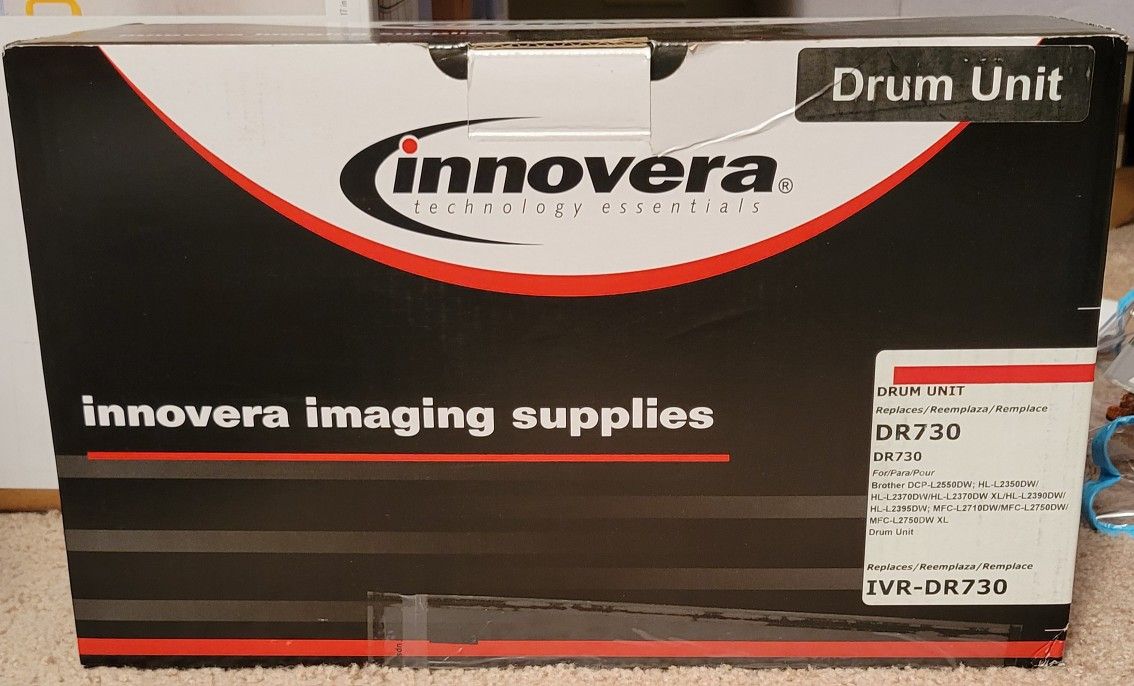 Drum Unit
innovera®
technology essentials
innovera imaging supplies
DRUM UNIT
Replaces/Reemplaza/Remplace
DR730
DR730
For/Para/Pour
Brother DCP-L2550DW; HL-L2350DW/
HL-L2370DW/HL-L2370DW XL/HL-L2390DW/
HL-L2395DW; MFC-L2710DW/MFC-L2750DW/
MFC-L2750DW XL
Drum Unit
Replaces/Reemplaza/Remplace
IVR-DR730